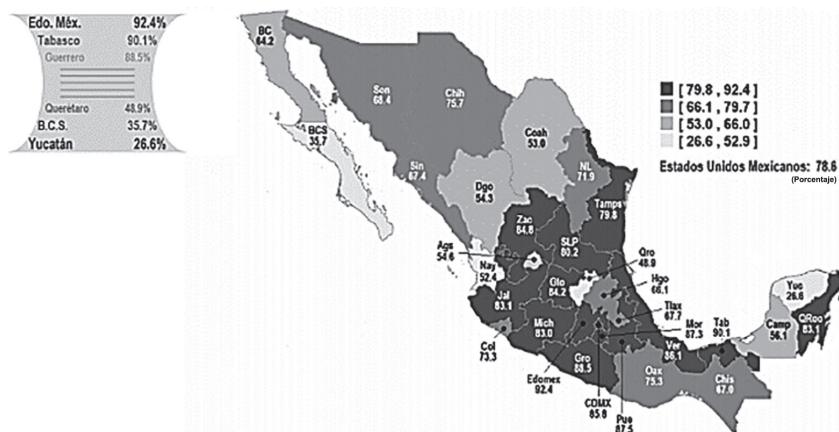 Edo. Méx. 92.4%
Tabasco 90.1%
Guerrero 88.5%
Querétaro 48.9%
B.C.S. 35.7%
Yucatán 26.6%
BC
64.2
Son
68.4
Chih
75.7
BCS
35.7
Coah
53.0
Sin
67.4
NL
71.9
Dgo
54.3
Tamps
79.8
Zac
84.8
SLP
80.2
Ags
54.6
Nay
52.4
Qro
48.9
Hgo
66.1
Gto
84.2
Jal
83.1
Tlax
67.7
Mich
83.0
Mor
87.3
Tab
90.1
Col
73.3
Ver
86.1
Yuc
26.6
Camp
56.1
QRoo
83.1
Gro
88.5
Edomex
92.4
CDMX
85.8
Pue
87.5
Oax
75.3
Chis
67.0
[ 79.8 , 92.4 ]
[ 66.1 , 79.7 ]
[ 53.0 , 66.0 ]
[ 26.6 , 52.9 ]
Estados Unidos Mexicanos: 78.6
(Porcentaje)